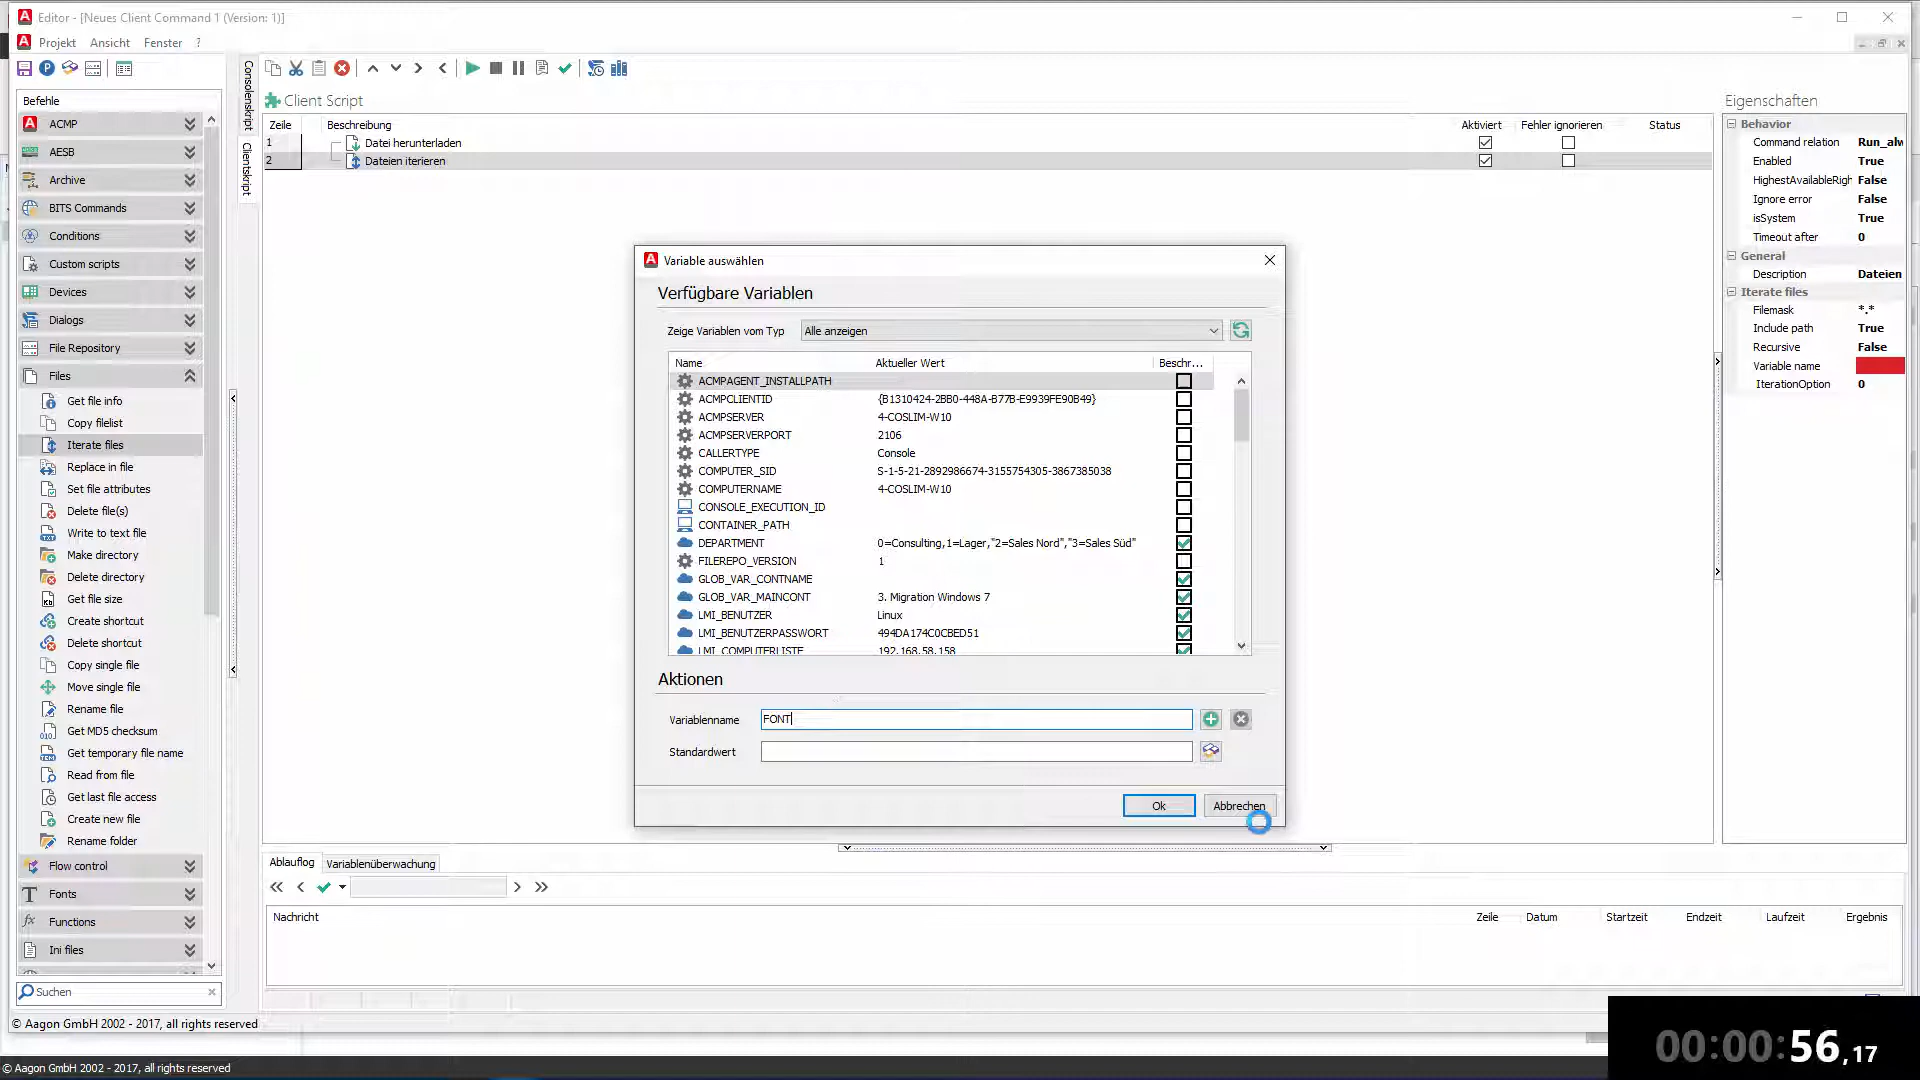 Editor - [Neues Client Command 1 (Version: 1)]
Projekt Ansicht Fenster ?
Befehle
ACMP
AESB
Archive
BITS Commands
Conditions
Custom scripts
Devices
Dialogs
File Repository
Files
Get file info
Copy filelist
Iterate files
Replace in file
Set file attributes
Delete file(s)
Write to text file
Make directory
Delete directory
Get file size
Create shortcut
Delete shortcut
Copy single file
Move single file
Rename file
Get MD5 checksum
Get temporary file name
Read from file
Get last file access
Create new file
Rename folder
Flow control
Fonts
Functions
Ini files
Suchen
Consolenskript
Clientskript
Client Script
Zeile Beschreibung Aktiviert Fehler ignorieren Status
1 Datei herunterladen
2 Dateien iterieren
Variable auswählen
Verfügbare Variablen
Zeige Variablen vom Typ Alle anzeigen
Name Aktueller Wert Beschr...
ACMPAGENT_INSTALLPATH
ACMPCLIENTID {B1310424-2BB0-448A-B77B-E9939FE90B49}
ACMPSERVER 4-COSLIM-W10
ACMPSERVERPORT 2106
CALLERTYPE Console
COMPUTER_SID S-1-5-21-2892986674-3155754305-3867385038
COMPUTERNAME 4-COSLIM-W10
CONSOLE_EXECUTION_ID
CONTAINER_PATH
DEPARTMENT 0=Consulting,1=Lager,"2=Sales Nord","3=Sales Süd"
FILEREPO_VERSION 1
GLOB_VAR_CONTNAME
GLOB_VAR_MAINCONT 3. Migration Windows 7
LMI_BENUTZER Linux
LMI_BENUTZERPASSWORT 494DA174C0CBED51
LMI_COMPUTERLISTE 192.168.58.158
Aktionen
Variablenname FONT
Standardwert
Ok Abbrechen
Eigenschaften
Behavior
Command relation Run_alw
Enabled True
HighestAvailableRigh False
Ignore error False
isSystem True
Timeout after 0
General
Description Dateien
Iterate files
Filemask *.*
Include path True
Recursive False
Variable name
IterationOption 0
Ablauflog Variablenüberwachung
Nachricht Zeile Datum Startzeit Endzeit Laufzeit Ergebnis
© Aagon GmbH 2002 - 2017, all rights reserved
© Aagon GmbH 2002 - 2017, all rights reserved
00:00:56,17